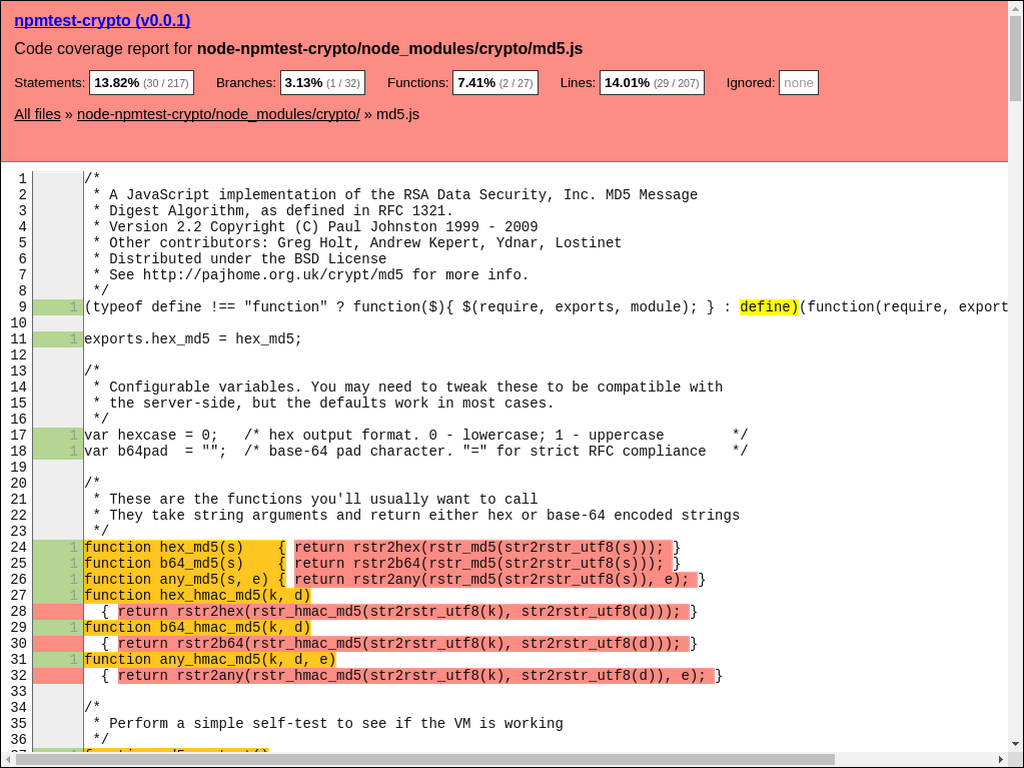 npmtest-crypto (v0.0.1)
Code coverage report for node-npmtest-crypto/node_modules/crypto/md5.js
Statements: 13.82% (30 / 217) Branches: 3.13% (1 / 32) Functions: 7.41% (2 / 27) Lines: 14.01% (29 / 207) Ignored: none
All files » node-npmtest-crypto/node_modules/crypto/ » md5.js
1 /*
2 * A JavaScript implementation of the RSA Data Security, Inc. MD5 Message
3 * Digest Algorithm, as defined in RFC 1321.
4 * Version 2.2 Copyright (C) Paul Johnston 1999 - 2009
5 * Other contributors: Greg Holt, Andrew Kepert, Ydnar, Lostinet
6 * Distributed under the BSD License
7 * See http://pajhome.org.uk/crypt/md5 for more info.
8 */
9 1 (typeof define !== "function" ? function($){ $(require, exports, module); } : define)(function(require, export
10
11 1 exports.hex_md5 = hex_md5;
12
13 /*
14 * Configurable variables. You may need to tweak these to be compatible with
15 * the server-side, but the defaults work in most cases.
16 */
17 1 var hexcase = 0;   /* hex output format. 0 - lowercase; 1 - uppercase        */
18 1 var b64pad  = "";  /* base-64 pad character. "=" for strict RFC compliance   */
19
20 /*
21 * These are the functions you'll usually want to call
22 * They take string arguments and return either hex or base-64 encoded strings
23 */
24 1 function hex_md5(s)    { return rstr2hex(rstr_md5(str2rstr_utf8(s))); }
25 1 function b64_md5(s)    { return rstr2b64(rstr_md5(str2rstr_utf8(s))); }
26 1 function any_md5(s, e) { return rstr2any(rstr_md5(str2rstr_utf8(s)), e); }
27 1 function hex_hmac_md5(k, d)
28 { return rstr2hex(rstr_hmac_md5(str2rstr_utf8(k), str2rstr_utf8(d))); }
29 1 function b64_hmac_md5(k, d)
30 { return rstr2b64(rstr_hmac_md5(str2rstr_utf8(k), str2rstr_utf8(d))); }
31 1 function any_hmac_md5(k, d, e)
32 { return rstr2any(rstr_hmac_md5(str2rstr_utf8(k), str2rstr_utf8(d)), e); }
33
34 /*
35 * Perform a simple self-test to see if the VM is working
36 */